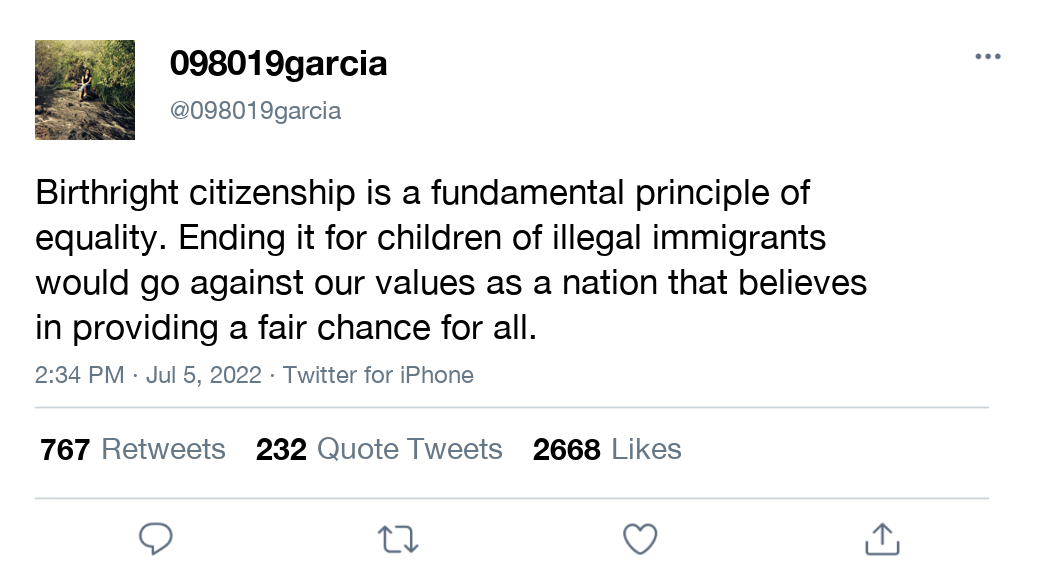 098019garcia
@098019garcia
Birthright citizenship is a fundamental principle of
equality. Ending it for children of illegal immigrants
would go against our values as a nation that believes
in providing a fair chance for all.
2:34 PM · Jul 5, 2022 · Twitter for iPhone
767 Retweets 232 Quote Tweets 2668 Likes